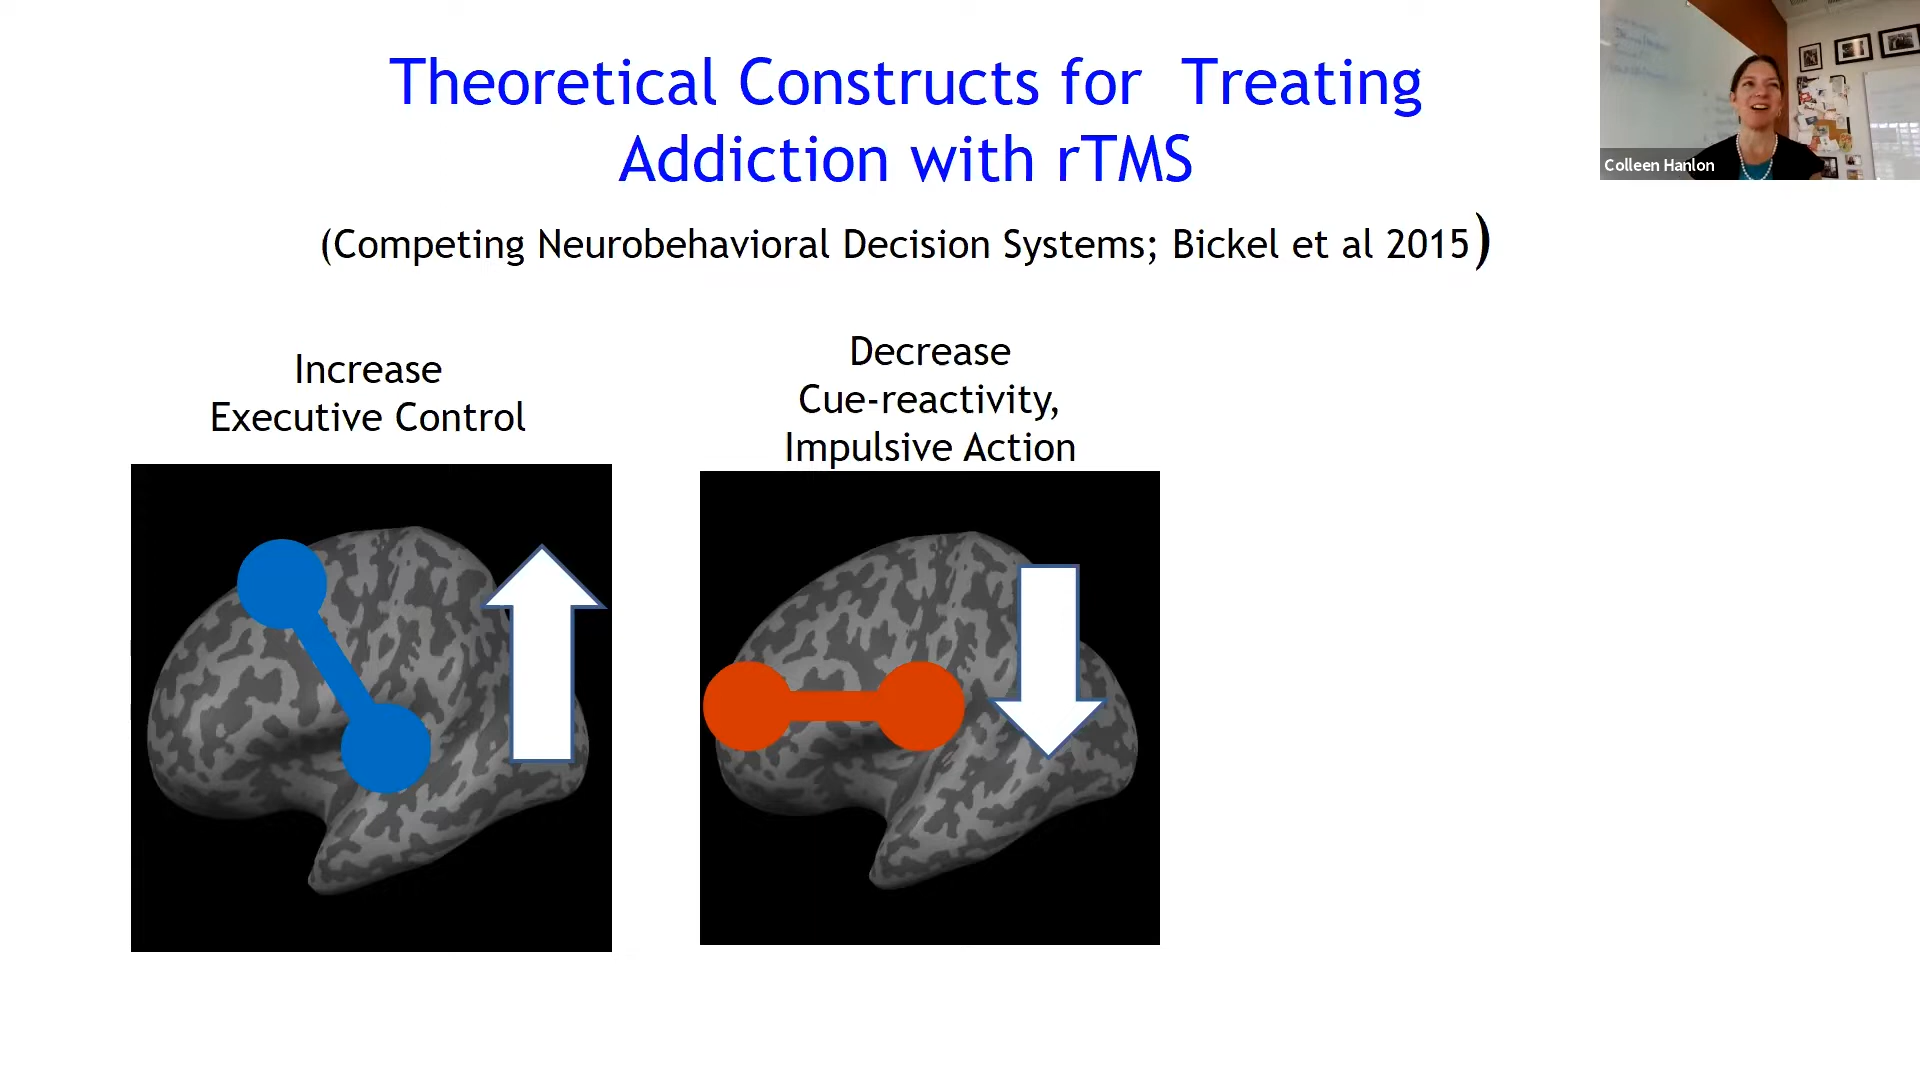 Theoretical Constructs for Treating
Addiction with rTMS
(Competing Neurobehavioral Decision Systems; Bickel et al 2015)
Increase
Executive Control
Decrease
Cue-reactivity,
Impulsive Action
Colleen Hanlon